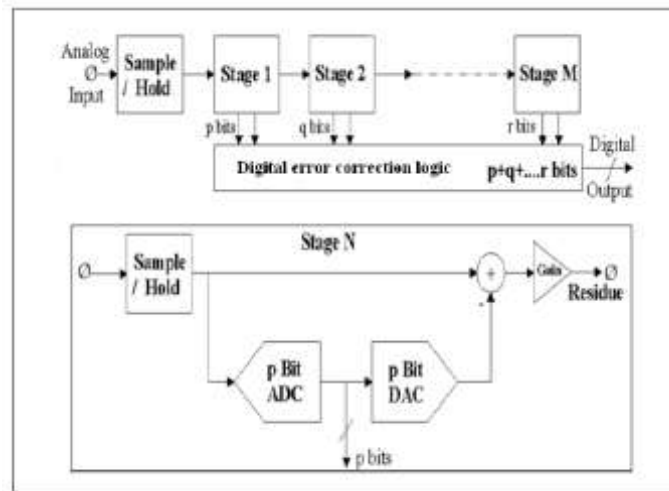 Analog
Input
Sample
/ Hold
Stage 1
Stage 2
Stage M
p bits
q bits
r bits
Digital error correction logic
p+q+....r bits
Digital
Output
Stage N
Sample
/ Hold
+
-
Gain
Residue
p Bit
ADC
p Bit
DAC
p bits